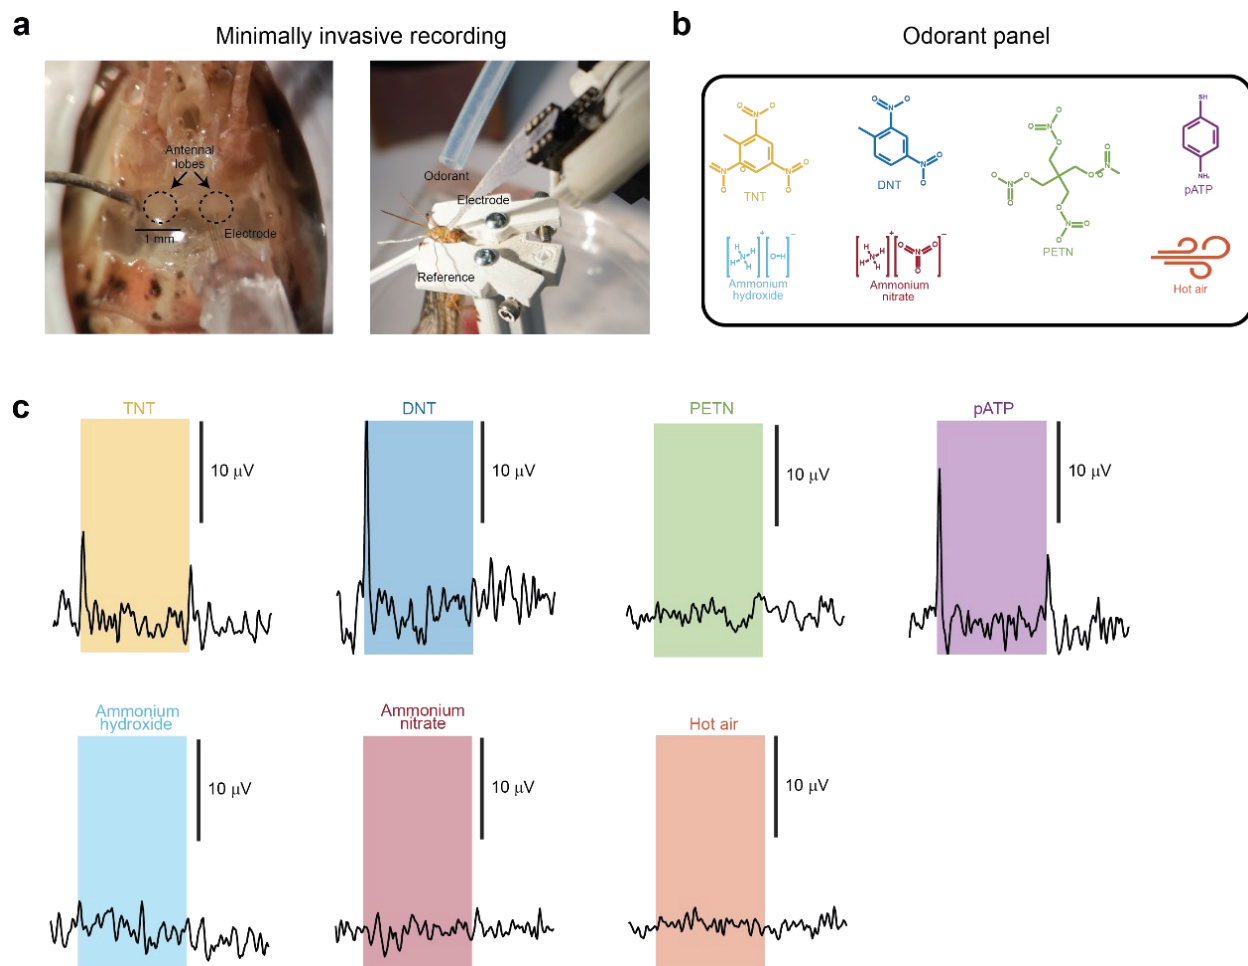 a
Minimally invasive recording
b
Odorant panel
Antennal
lobes
1 mm
Electrode
Odorant
Electrode
Reference
TNT
DNT
PETN
pATP
SH
NH₂
Ammonium
hydroxide
Ammonium
nitrate
Hot air
c
TNT
10 µV
DNT
10 µV
PETN
10 µV
pATP
10 µV
Ammonium
hydroxide
10 µV
Ammonium
nitrate
10 µV
Hot air
10 µV